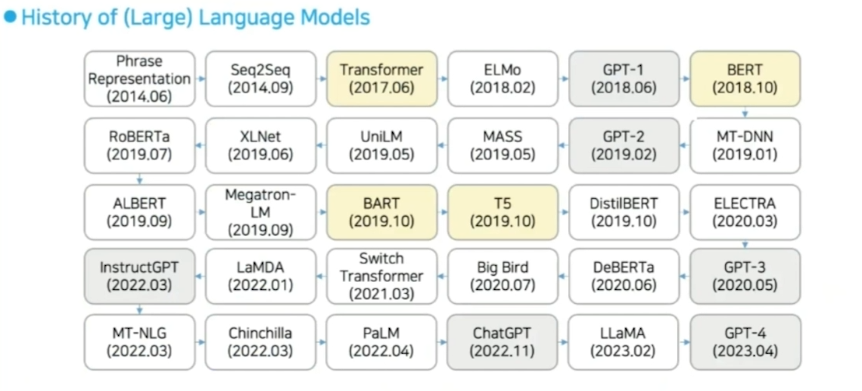 ● History of (Large) Language Models
Phrase
Representation
(2014.06)
Seq2Seq
(2014.09)
Transformer
(2017.06)
ELMo
(2018.02)
GPT-1
(2018.06)
BERT
(2018.10)
RoBERTa
(2019.07)
XLNet
(2019.06)
UniLM
(2019.05)
MASS
(2019.05)
GPT-2
(2019.02)
MT-DNN
(2019.01)
ALBERT
(2019.09)
Megatron-
LM
(2019.09)
BART
(2019.10)
T5
(2019.10)
DistilBERT
(2019.10)
ELECTRA
(2020.03)
InstructGPT
(2022.03)
LaMDA
(2022.01)
Switch
Transformer
(2021.03)
Big Bird
(2020.07)
DeBERTa
(2020.06)
GPT-3
(2020.05)
MT-NLG
(2022.03)
Chinchilla
(2022.03)
PaLM
(2022.04)
ChatGPT
(2022.11)
LLaMA
(2023.02)
GPT-4
(2023.04)